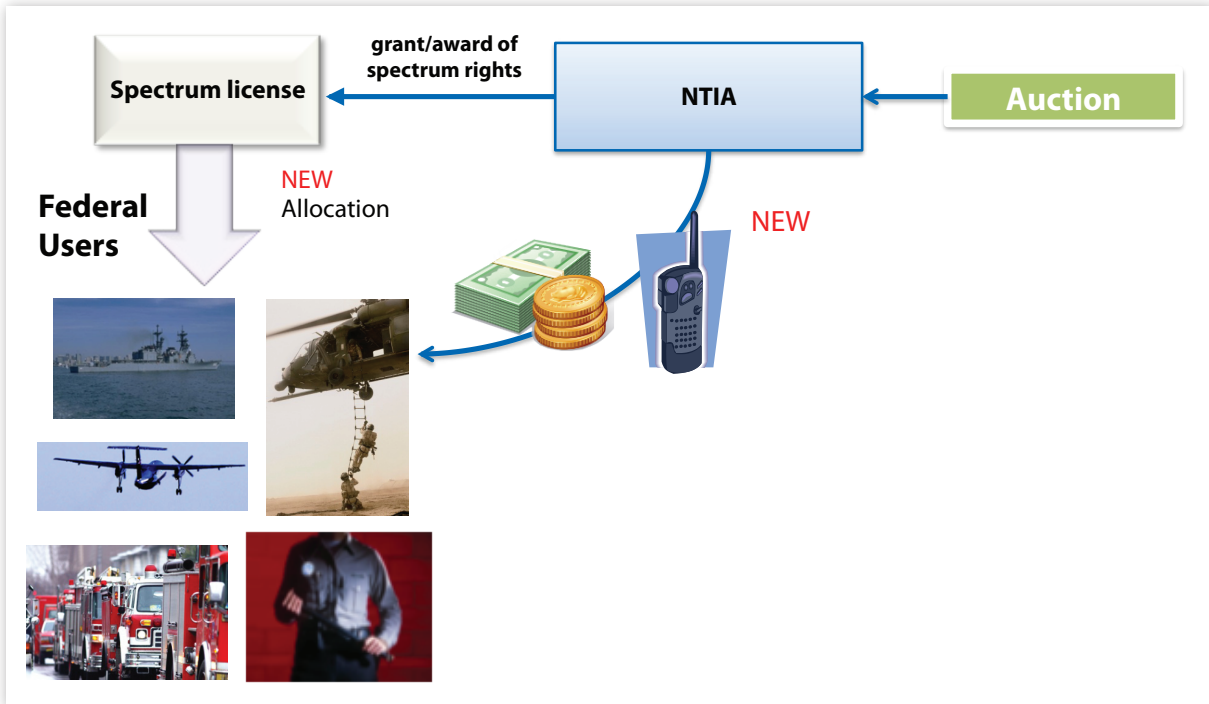 grant/award of
spectrum rights
Spectrum license
NTIA
Auction
NEW
Allocation
Federal
Users
NEW